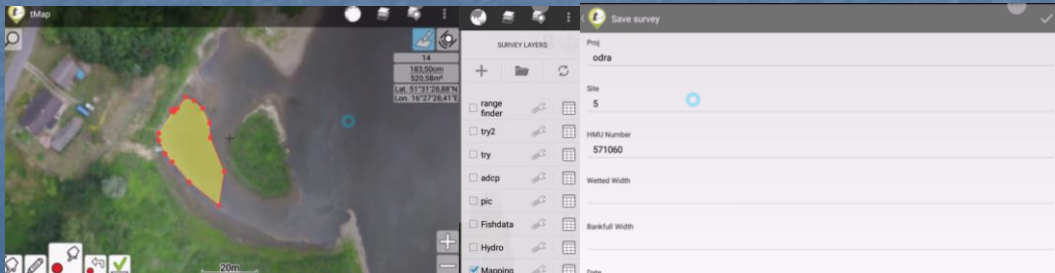 tMap
14
183,50cm
520,58m²
Lat. 51°31'28,88"N
Lon. 16°27'28,41"E
20m
SURVEY LAYERS
range
finder
try2
try
adcp
pic
Fishdata
Hydro
Mapping
Save survey
Proj
odra
Site
5
HMU Number
571060
Wetted Width
Bankfull Width
Date